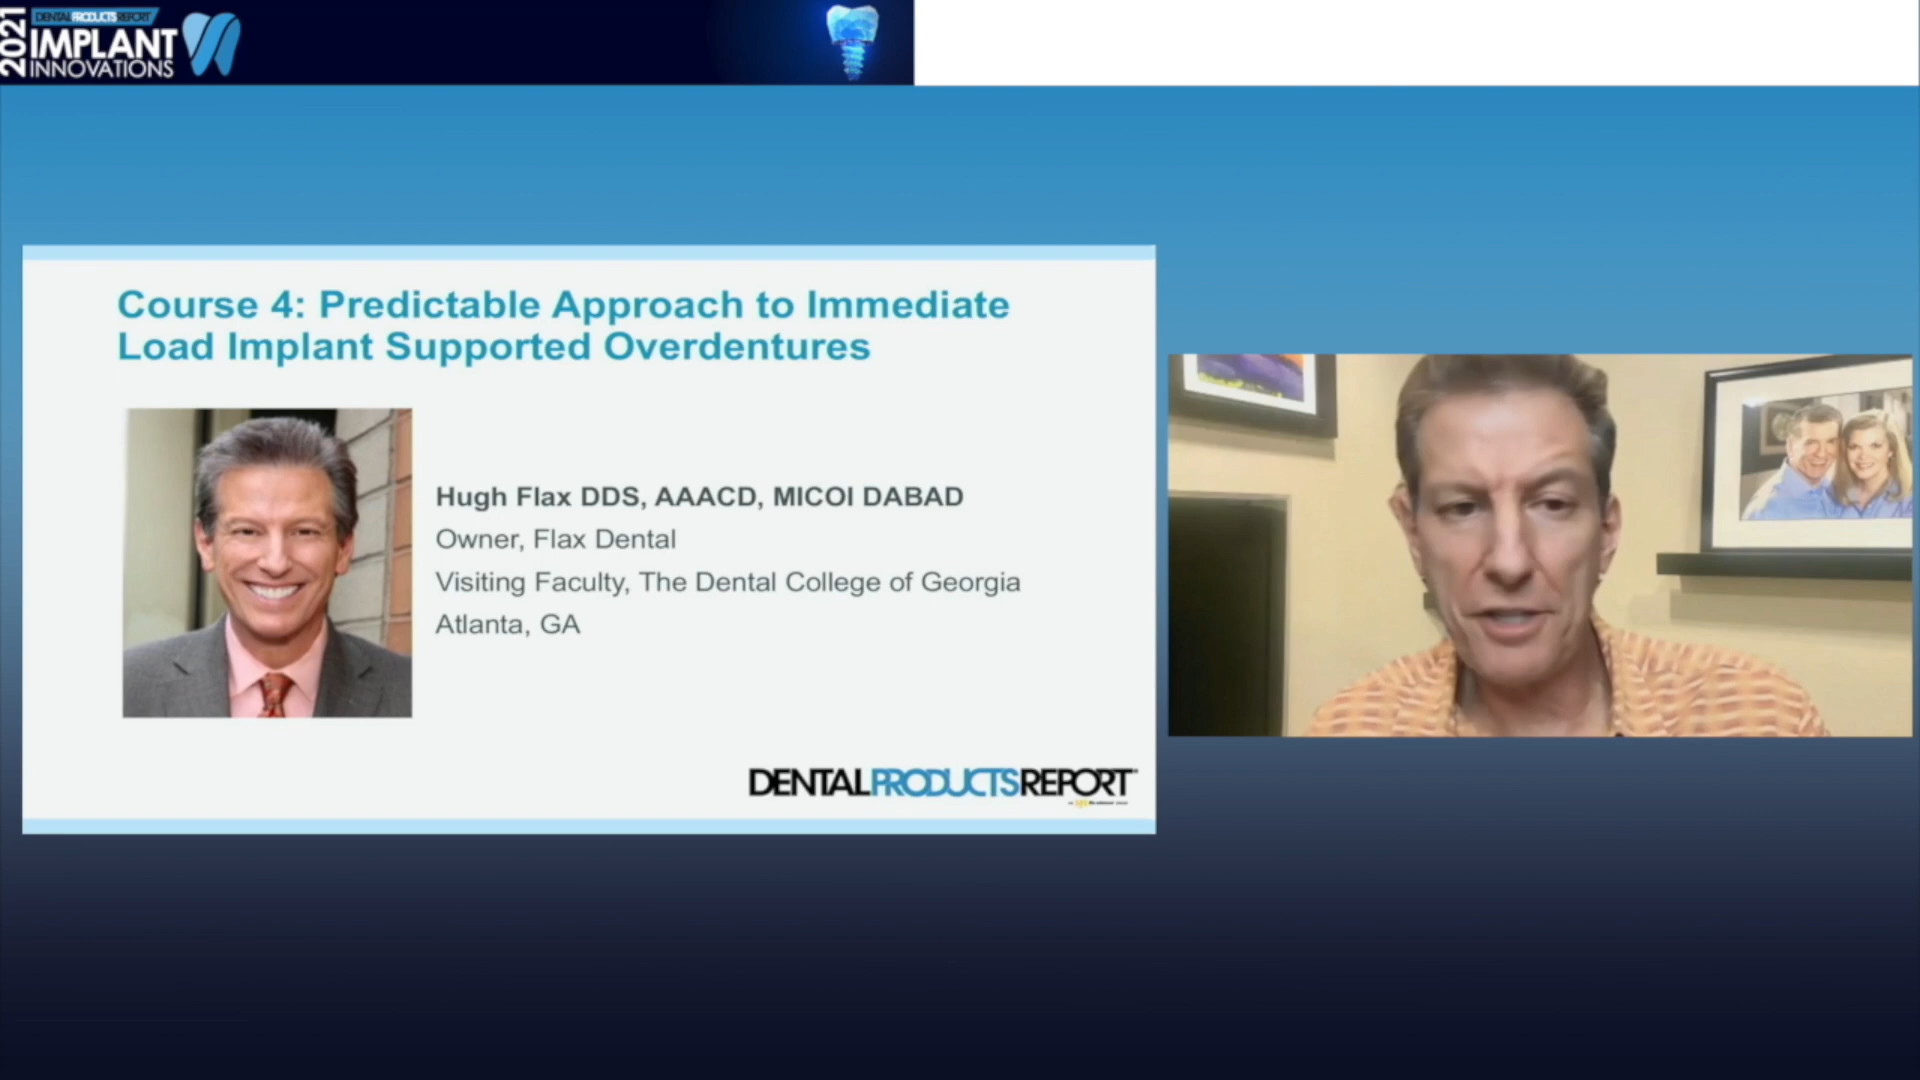 2021
DENTAL PRODUCTS REPORT
IMPLANT
INNOVATIONS
Course 4: Predictable Approach to Immediate
Load Implant Supported Overdentures
Hugh Flax DDS, AAACD, MICOI DABAD
Owner, Flax Dental
Visiting Faculty, The Dental College of Georgia
Atlanta, GA
DENTALPRODUCTSREPORT